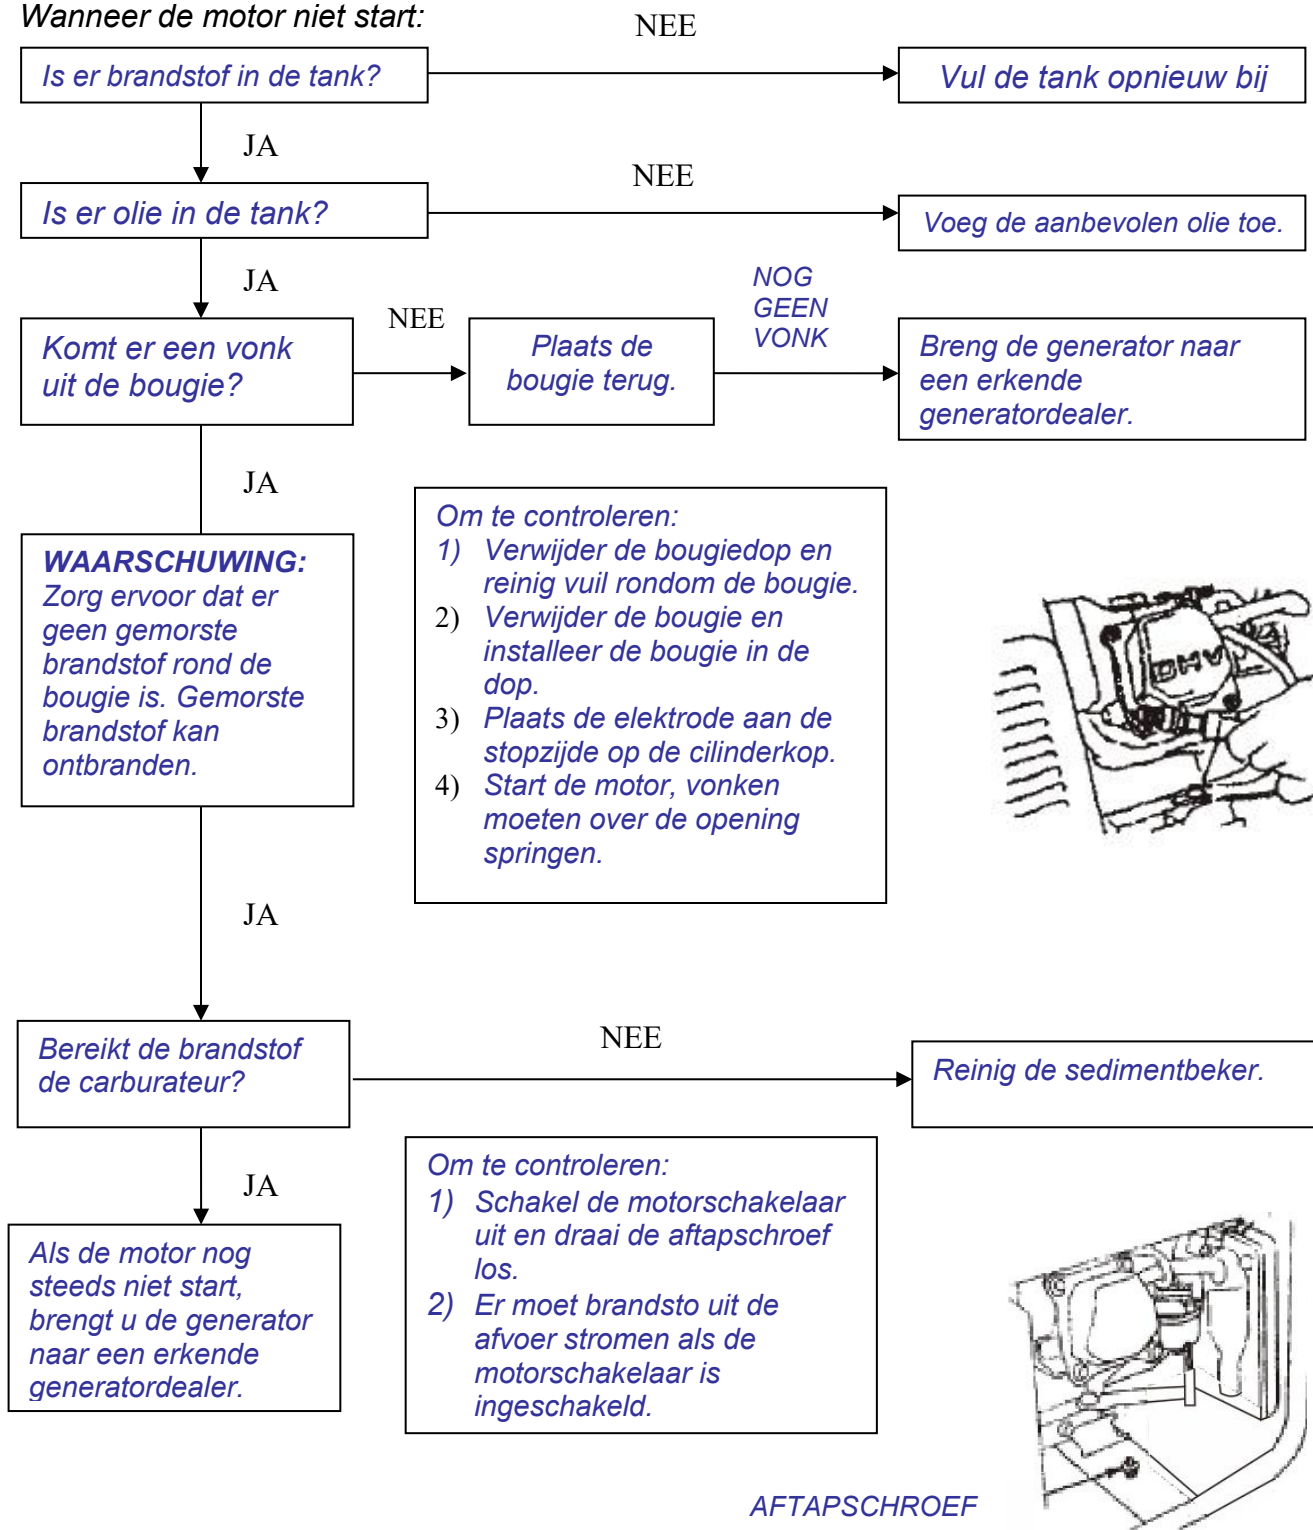 Wanneer de motor niet start:
NEE
Is er brandstof in de tank?
Vul de tank opnieuw bij
JA
NEE
Is er olie in de tank?
Voeg de aanbevolen olie toe.
JA
NOG
GEEN
VONK
NEE
Komt er een vonk
uit de bougie?
Plaats de
bougie terug.
Breng de generator naar
een erkende
generatordealer.
JA
WAARSCHUWING:
Zorg ervoor dat er
geen gemorste
brandstof rond de
bougie is. Gemorste
brandstof kan
ontbranden.
Om te controleren:
1) Verwijder de bougiedop en
reinig vuil rondom de bougie.
2) Verwijder de bougie en
installeer de bougie in de
dop.
3) Plaats de elektrode aan de
stopzijde op de cilinderkop.
4) Start de motor, vonken
moeten over de opening
springen.
OHV
JA
Bereikt de brandstof
de carburateur?
NEE
Reinig de sedimentbeker.
JA
Als de motor nog
steeds niet start,
brengt u de generator
naar een erkende
generatordealer.
Om te controleren:
1) Schakel de motorschakelaar
uit en draai de aftapschroef
los.
2) Er moet brandsto uit de
afvoer stromen als de
motorschakelaar is
ingeschakeld.
AFTAPSCHROEF